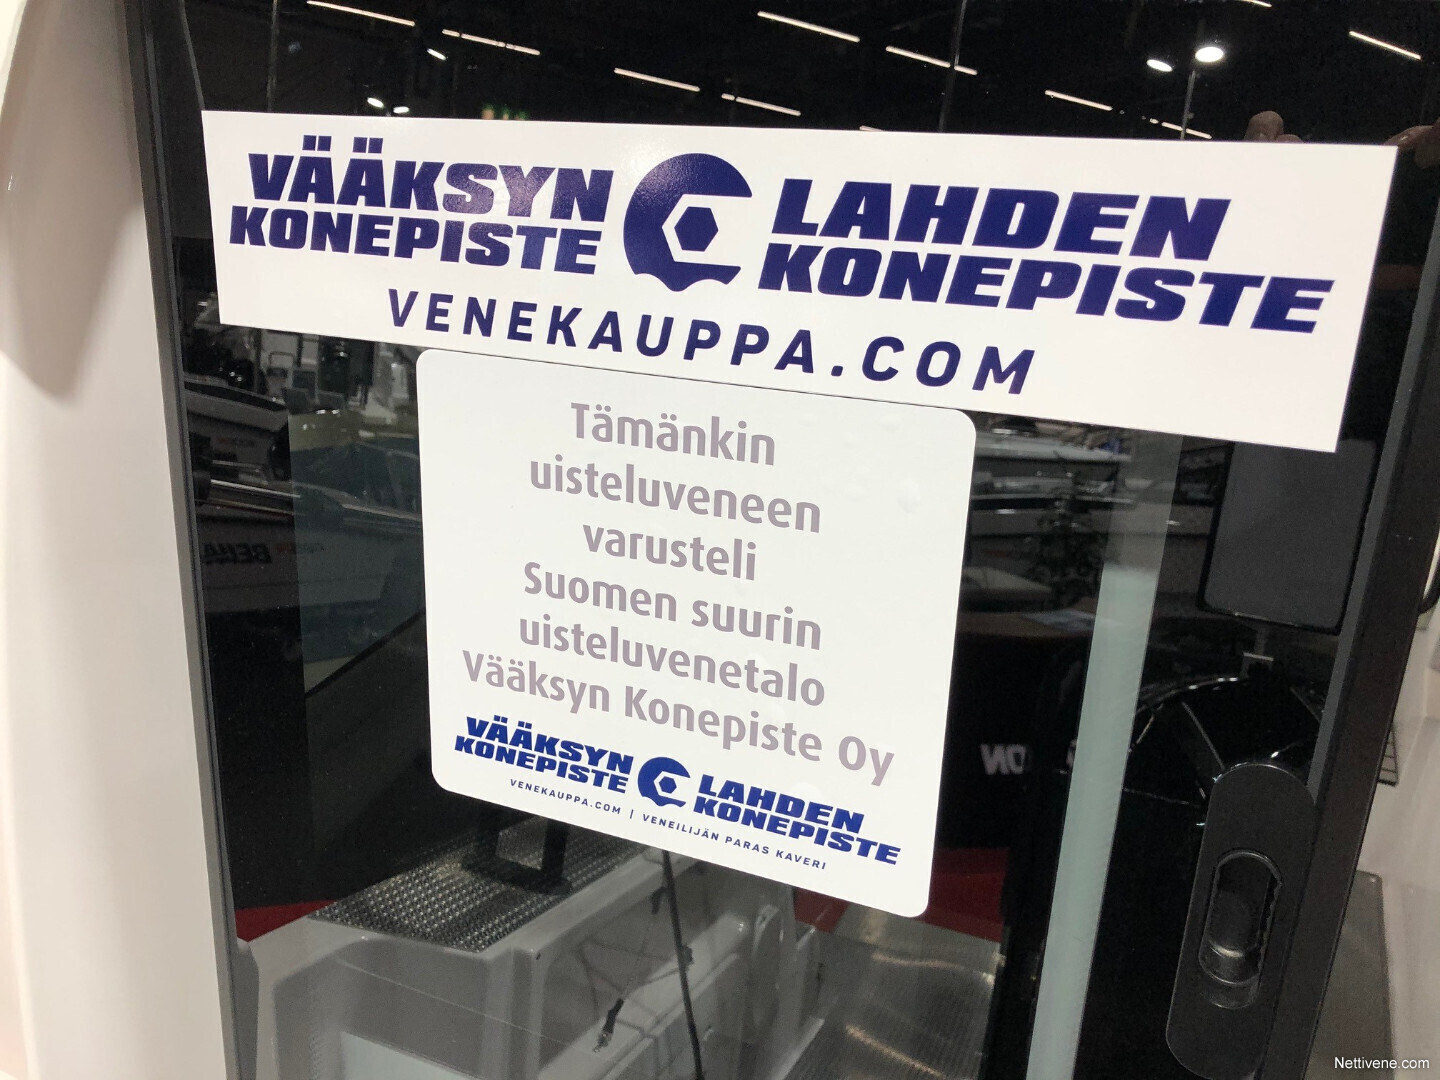 VÄÄKSYN
KONEPISTE
LAHDEN
KONEPISTE
VENEKAUPPA.COM
Tämänkin
uisteluveneen
varusteli
Suomen suurin
uisteluvenetalo
Vääksyn Konepiste Oy
VÄÄKSYN
KONEPISTE
LAHDEN
KONEPISTE
VENEKAUPPA.COM | VENEILIJÄN PARAS KAVERI
Nettivene.com